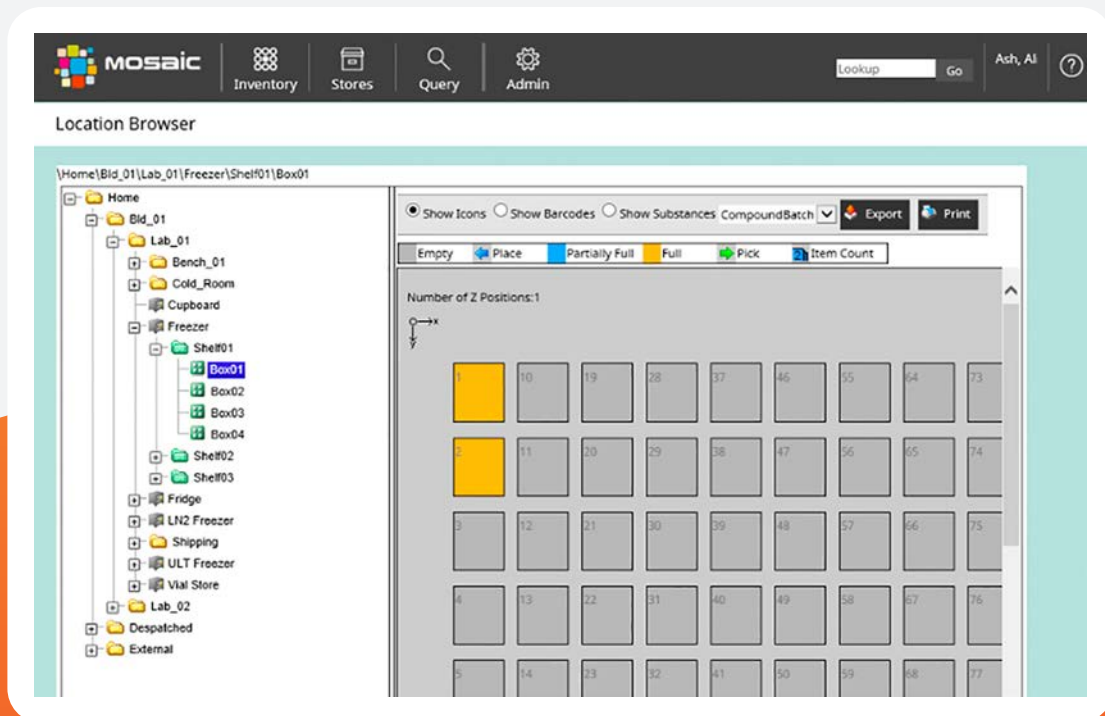 mosaic
Inventory Stores Query Admin
Lookup Go
Ash, Al
?
Location Browser
\Home\Bld_01\Lab_01\Freezer\Shelf01\Box01
Home
Bld_01
Lab_01
Bench_01
Cold_Room
Cupboard
Freezer
Shelf01
Box01
Box02
Box03
Box04
Shelf02
Shelf03
Fridge
LN2 Freezer
Shipping
ULT Freezer
Vial Store
Lab_02
Despatched
External
Show Icons Show Barcodes Show Substances CompoundBatch Export Print
Empty Place Partially Full Full Pick 2 Item Count
Number of Z Positions:1
x
y
1 10 19 28 37 46 55 64 73
2 11 20 29 38 47 56 65 74
3 12 21 30 39 48 57 66 75
4 13 22 31 40 49 58 67 76
5 14 23 32 41 50 59 68 77